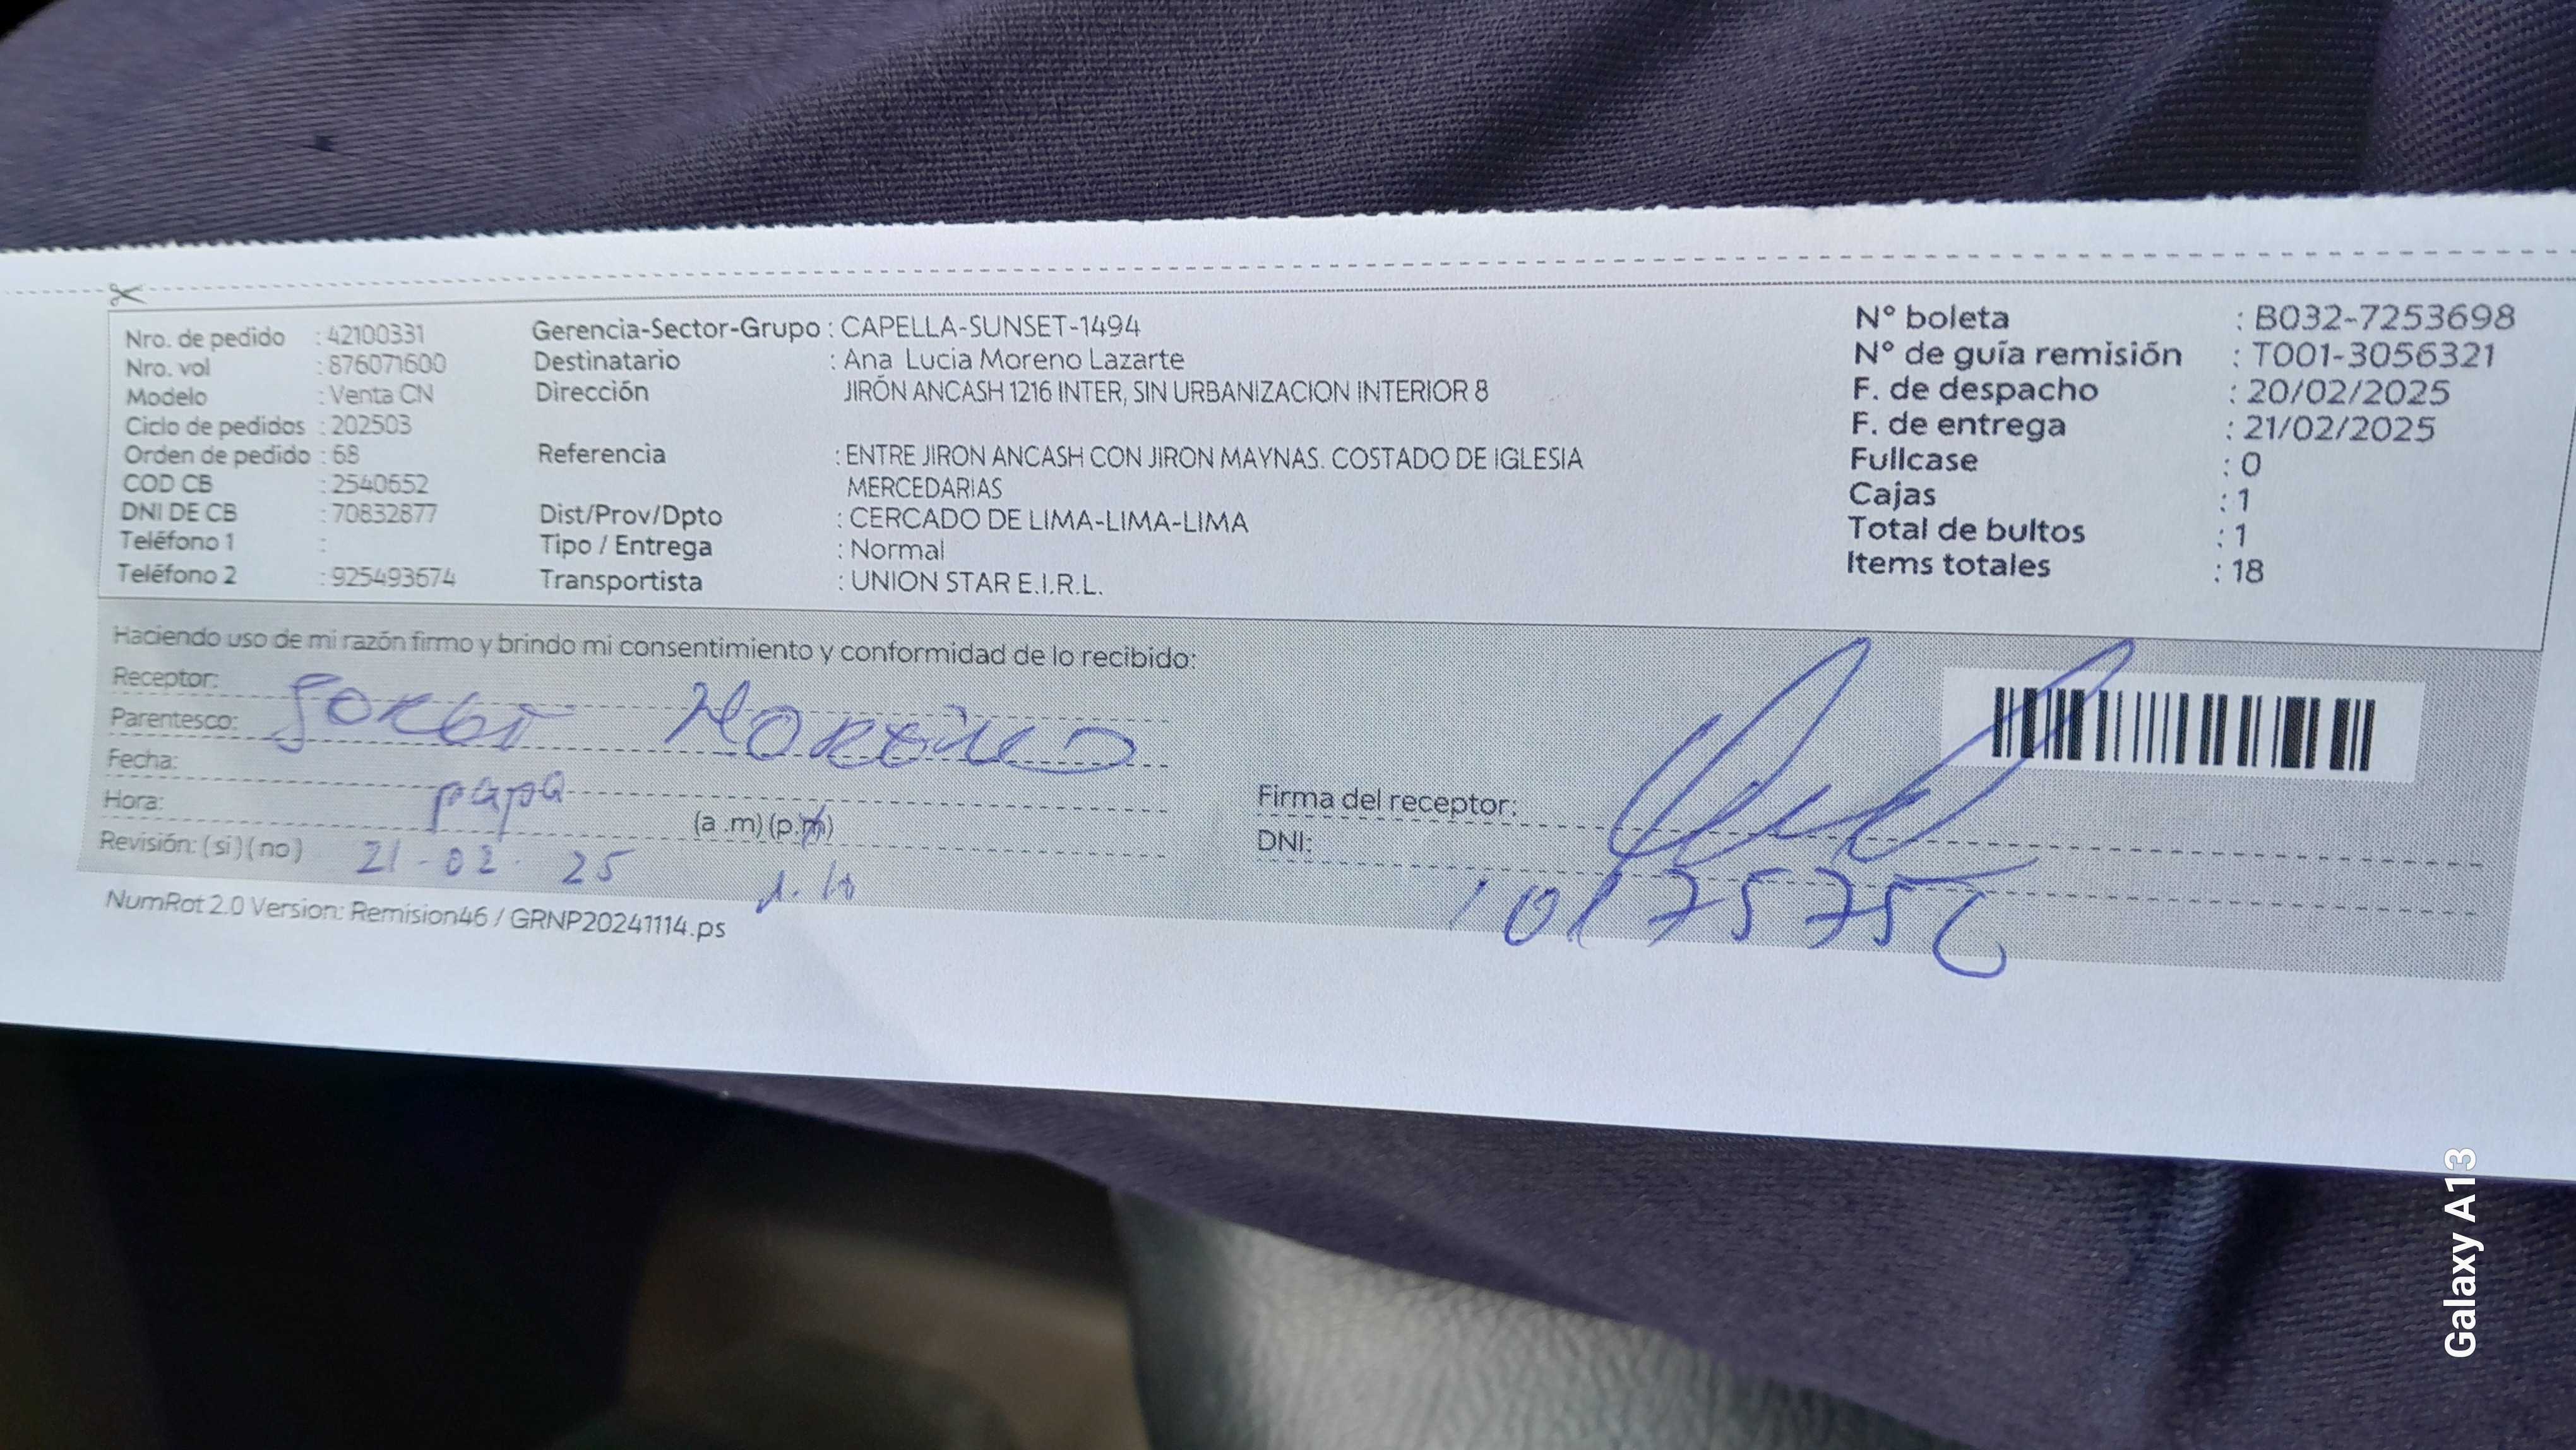 Nro. de pedido : 42100331
Nro. vol : 876071600
Modelo : Venta CN
Ciclo de pedidos : 202503
Orden de pedido : 68
COD CB : 2540652
DNI DE CB : 70832877
Teléfono 1 :
Teléfono 2 : 925493674
Gerencia-Sector-Grupo : CAPELLA-SUNSET-1494
Destinatario : Ana Lucia Moreno Lazarte
Dirección JIRÓN ANCASH 1216 INTER, SIN URBANIZACION INTERIOR 8
Referencia : ENTRE JIRON ANCASH CON JIRON MAYNAS. COSTADO DE IGLESIA
MERCEDARIAS
Dist/Prov/Dpto : CERCADO DE LIMA-LIMA-LIMA
Tipo / Entrega : Normal
Transportista : UNION STAR E.I.R.L.
N° boleta : B032-7253698
N° de guía remisión : T001-3056321
F. de despacho : 20/02/2025
F. de entrega : 21/02/2025
Fullcase : 0
Cajas : 1
Total de bultos : 1
Items totales : 18
Haciendo uso de mi razón firmo y brindo mi consentimiento y conformidad de lo recibido:
Receptor:
Parentesco:
Moreno
Fecha:
papa
Hora: (a .m) (p.m)
Revisión: (si) (no) 21-02-25
Firma del receptor:
DNI:
NumRot 2.0 Version: Remision46 / GRNP20241114.ps
Galaxy A13